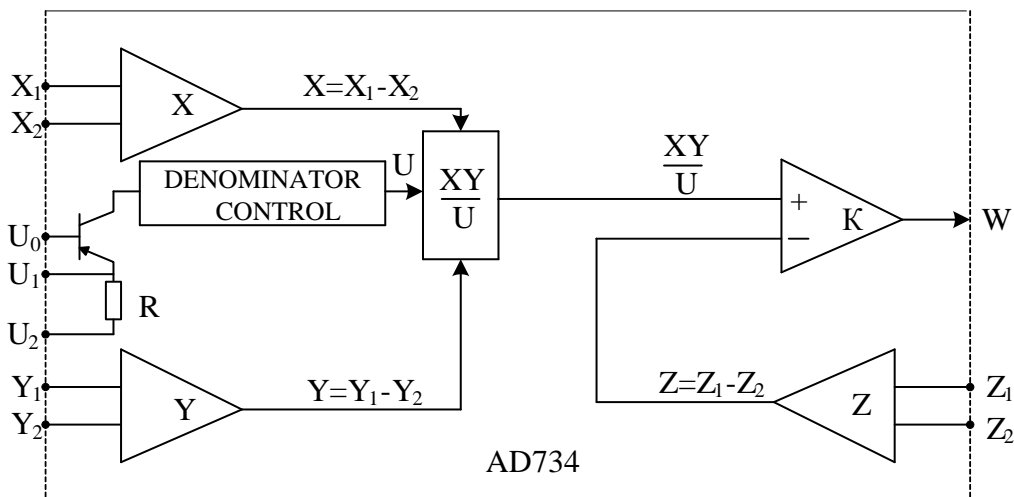 X₁
X₂
X
X=X₁-X₂
DENOMINATOR
CONTROL
U
XY
U
XY
U
+
−
К
W
U₀
U₁
U₂
R
Y₁
Y₂
Y
Y=Y₁-Y₂
Z=Z₁-Z₂
Z
Z₁
Z₂
AD734